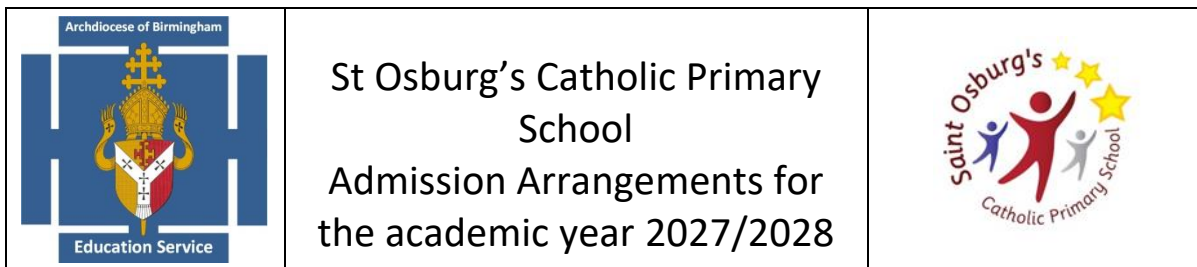 Archdiocese of Birmingham
Education Service
St Osburg’s Catholic Primary
School
Admission Arrangements for
the academic year 2027/2028
Saint Osburg's
Catholic Primary School